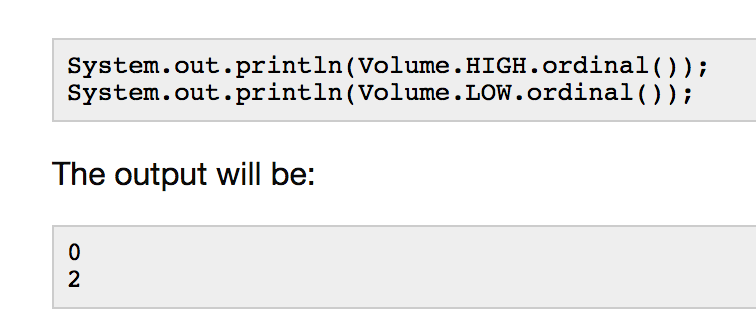 System.out.println(Volume.HIGH.ordinal());
System.out.println(Volume.LOW.ordinal());
The output will be:
0
2